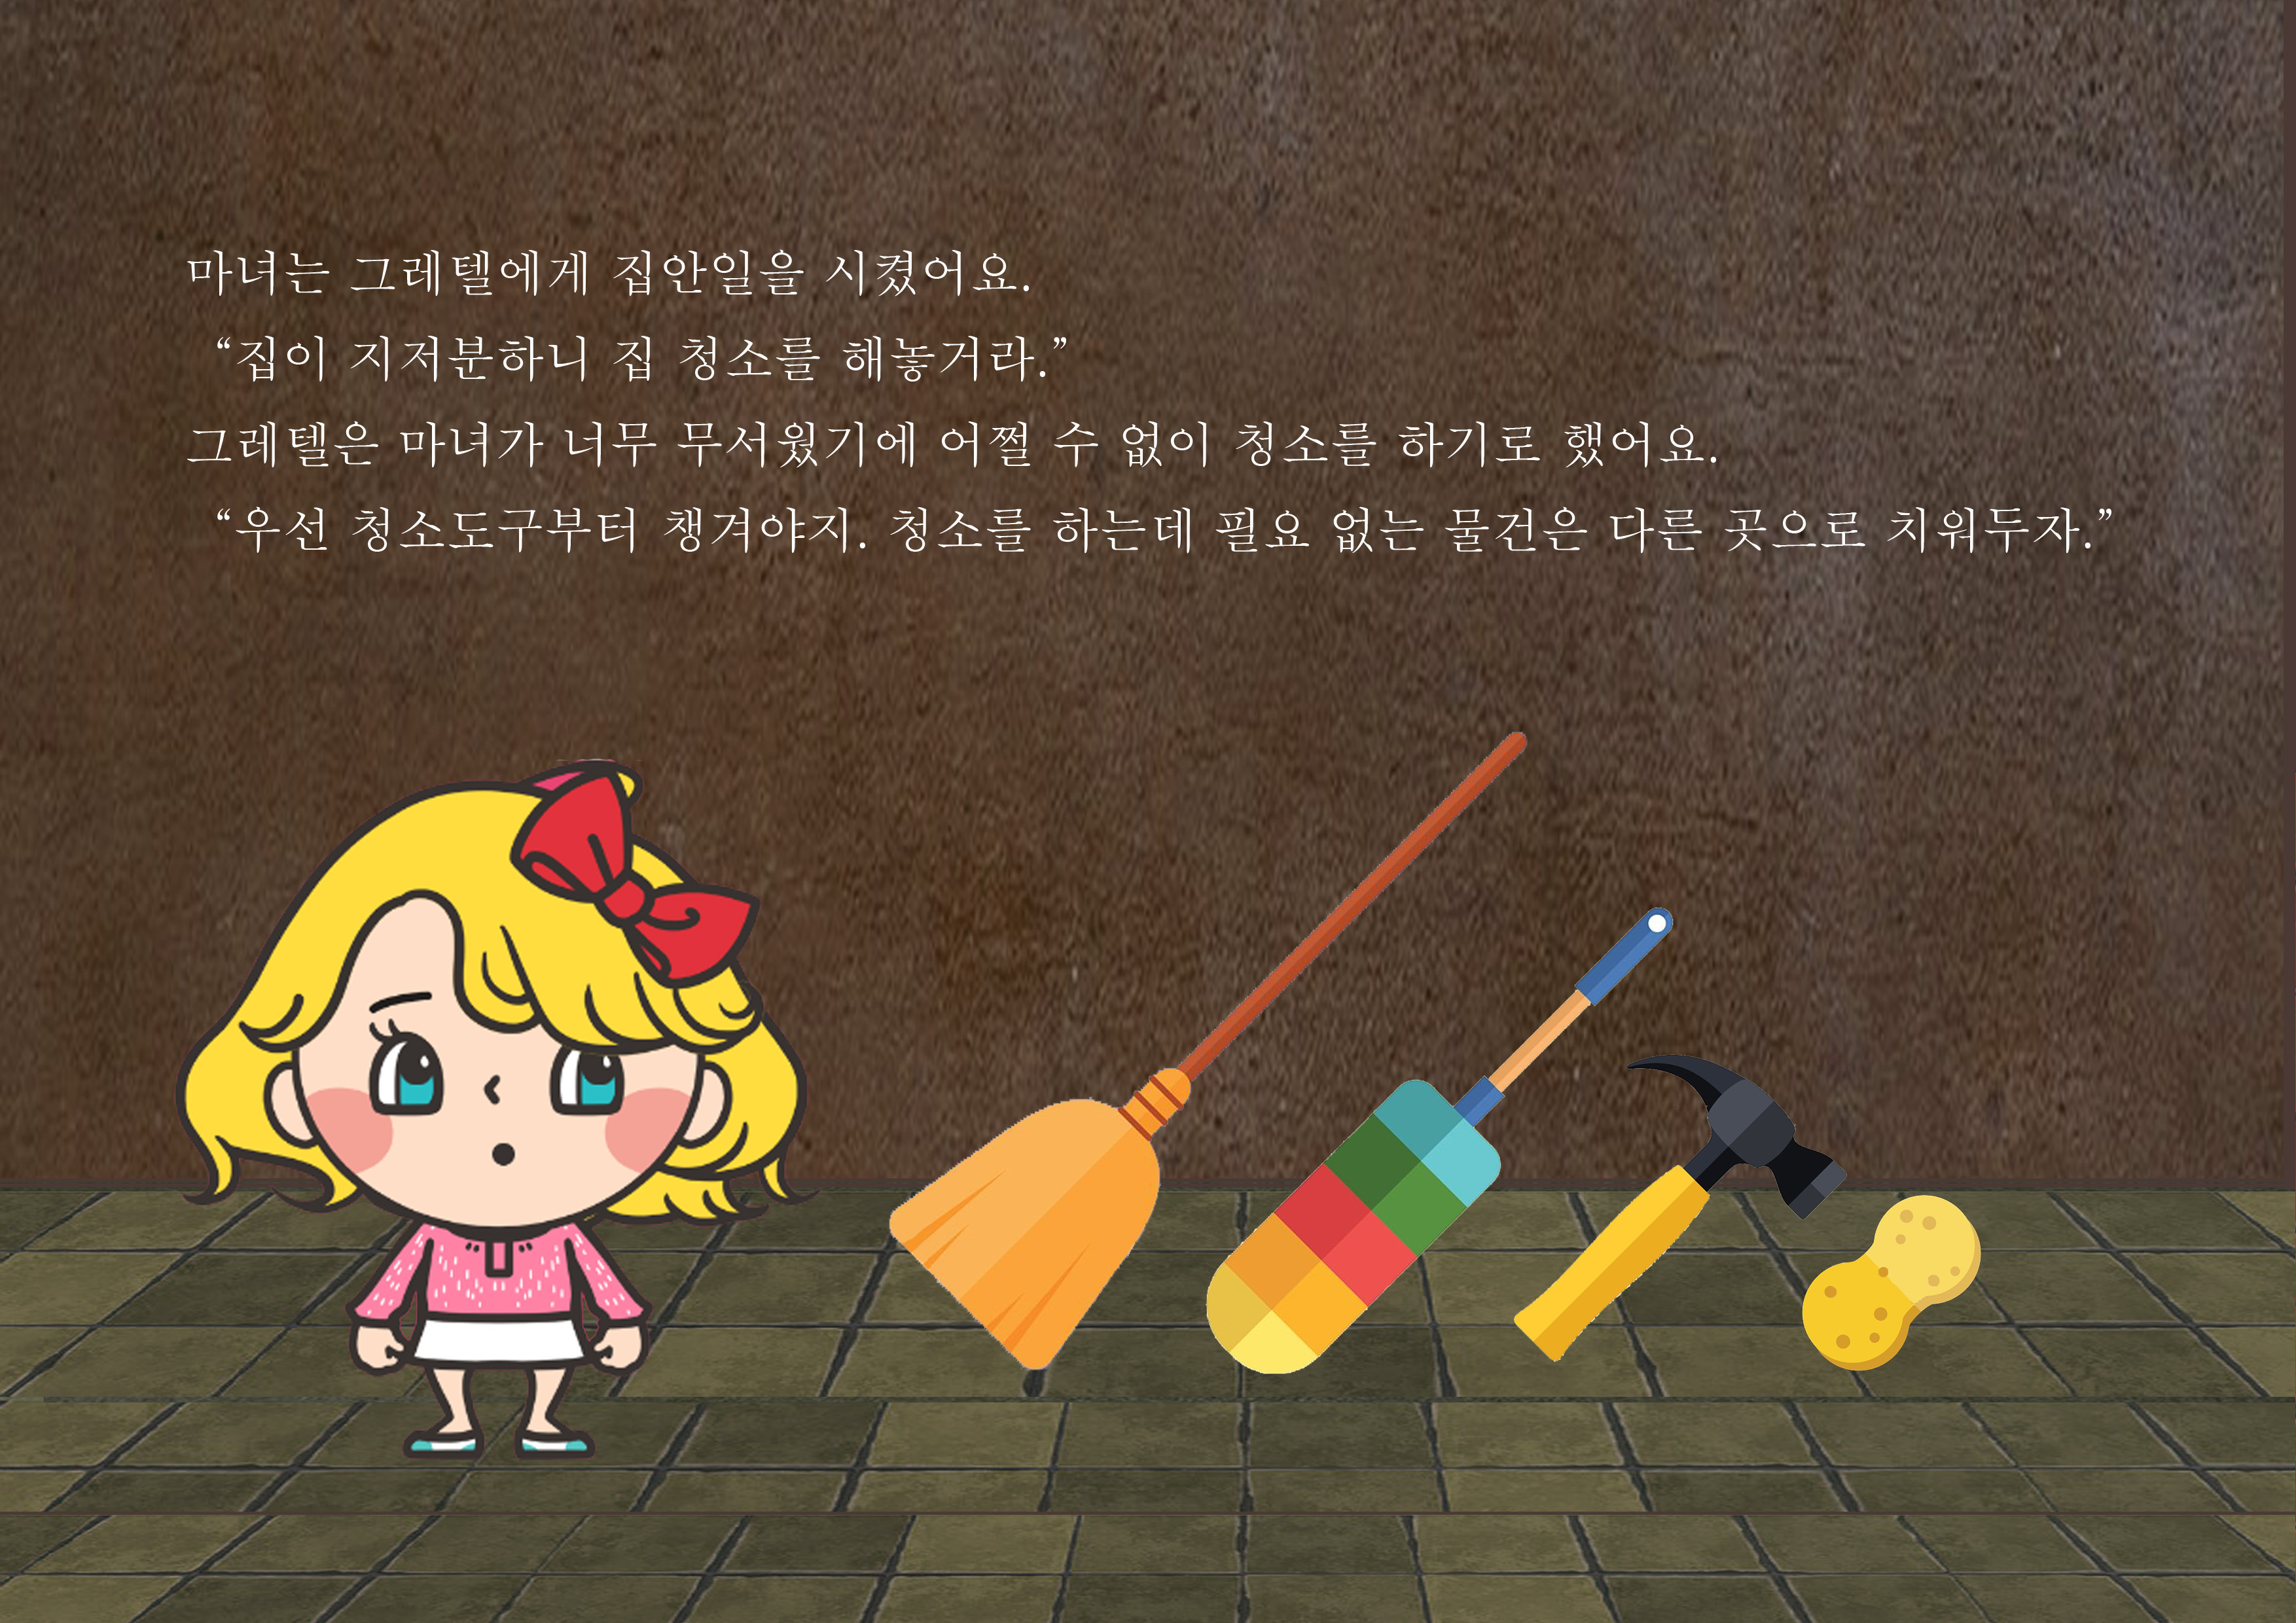 마녀는 그레텔에게 집안일을 시켰어요.
“집이 지저분하니 집 청소를 해놓거라.”
그레텔은 마녀가 너무 무서웠기에 어쩔 수 없이 청소를 하기로 했어요.
“우선 청소도구부터 챙겨야지. 청소를 하는데 필요 없는 물건은 다른 곳으로 치워두자.”